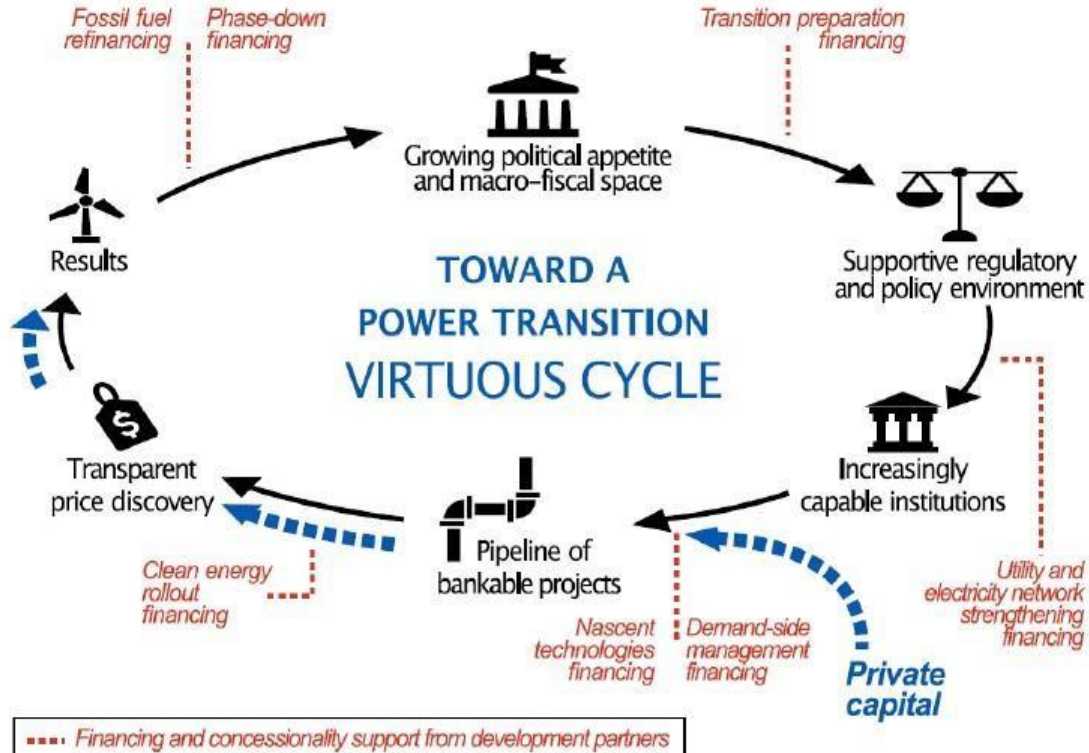 Fossil fuel
refinancing
Phase-down
financing
Transition preparation
financing
Growing political appetite
and macro-fiscal space
Results
Supportive regulatory
and policy environment
TOWARD A
POWER TRANSITION
VIRTUOUS CYCLE
$
Transparent
price discovery
Increasingly
capable institutions
Pipeline of
bankable projects
Clean energy
rollout
financing
Nascent
technologies
financing
Demand-side
management
financing
Utility and
electricity network
strengthening
financing
Private
capital
Financing and concessionality support from development partners